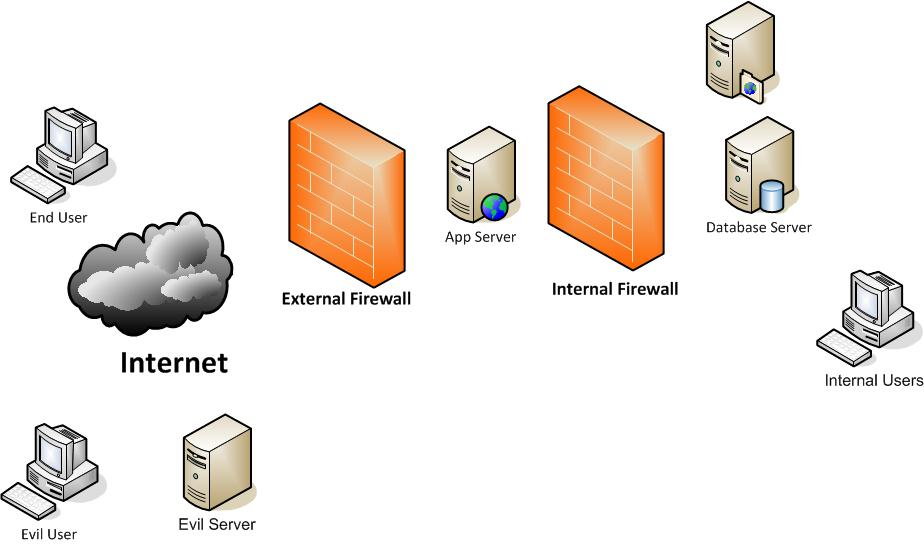 End User
App Server
Database Server
External Firewall
Internal Firewall
Internet
Internal Users
Evil User
Evil Server